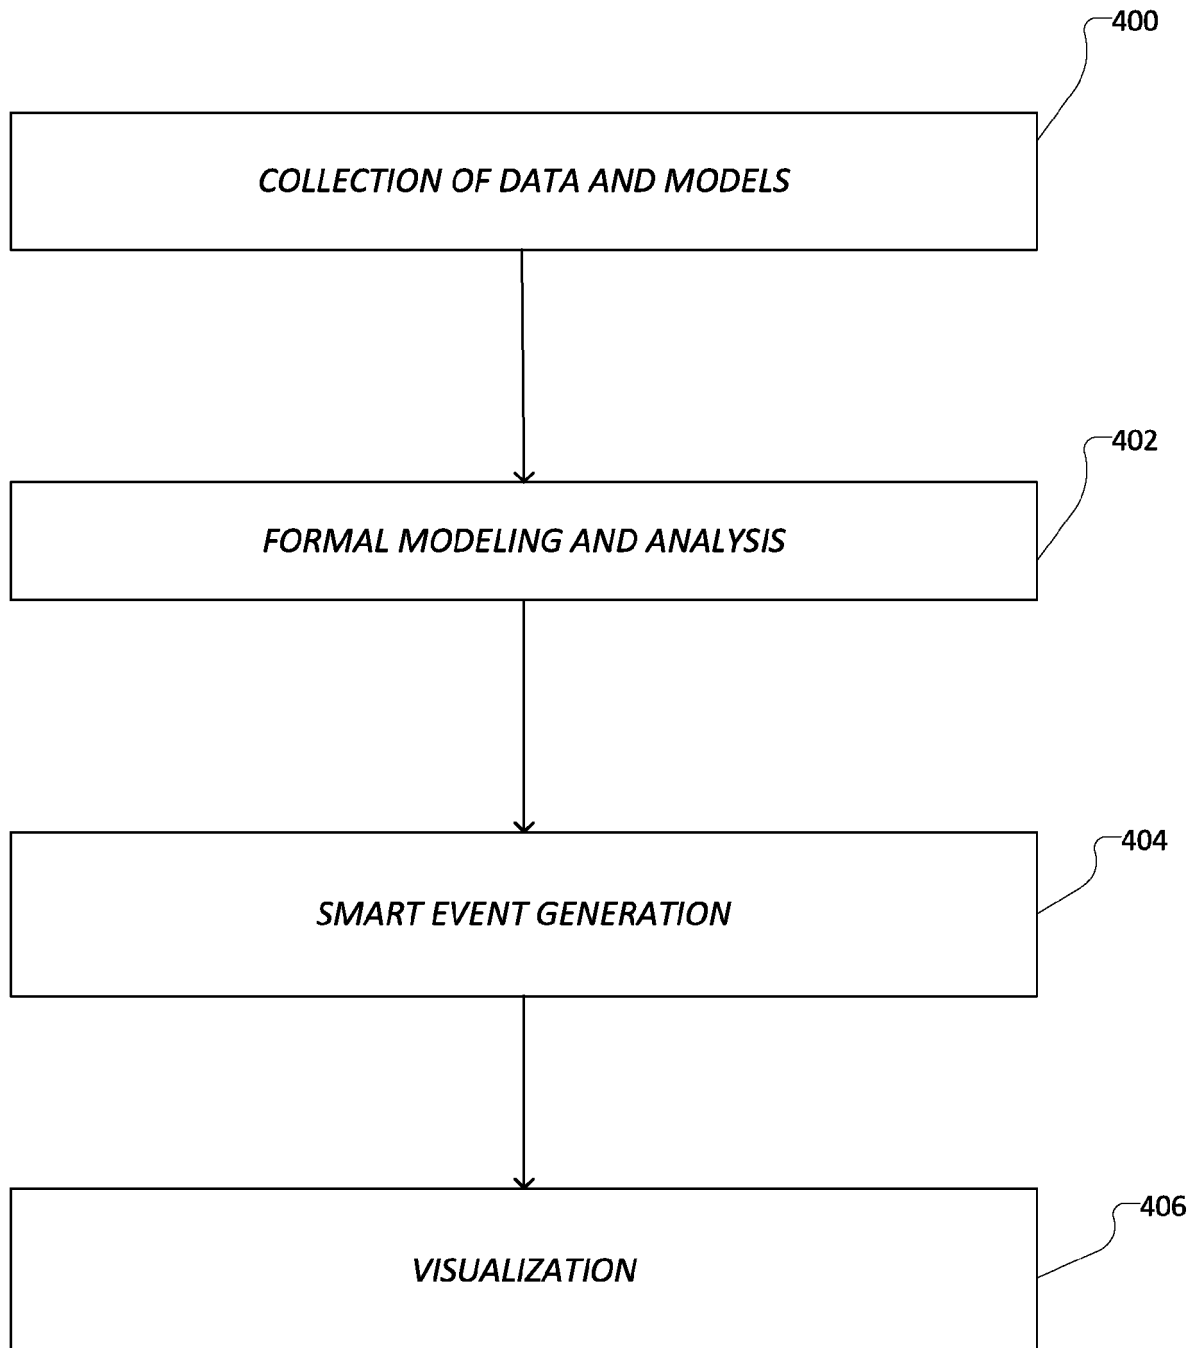 400
COLLECTION OF DATA AND MODELS
402
FORMAL MODELING AND ANALYSIS
404
SMART EVENT GENERATION
406
VISUALIZATION